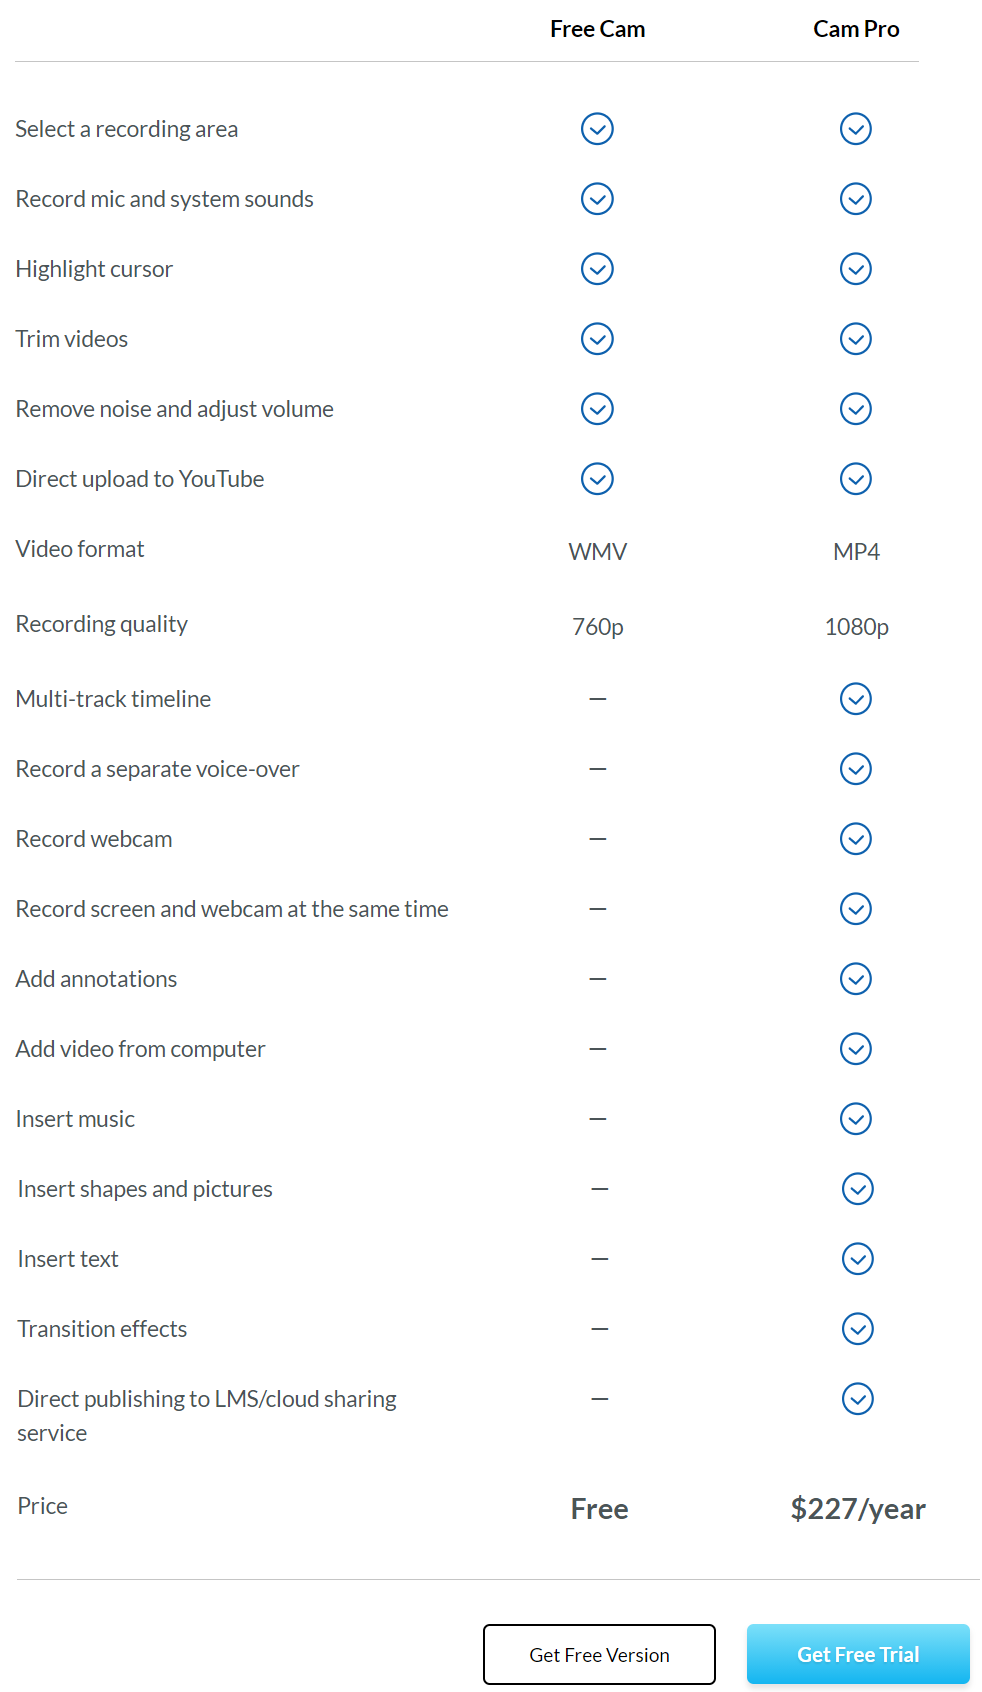 Free Cam Cam Pro
Select a recording area
Record mic and system sounds
Highlight cursor
Trim videos
Remove noise and adjust volume
Direct upload to YouTube
Video format WMV MP4
Recording quality 760p 1080p
Multi-track timeline —
Record a separate voice-over —
Record webcam —
Record screen and webcam at the same time —
Add annotations —
Add video from computer —
Insert music —
Insert shapes and pictures —
Insert text —
Transition effects —
Direct publishing to LMS/cloud sharing —
service
Price Free $227/year
Get Free Version Get Free Trial